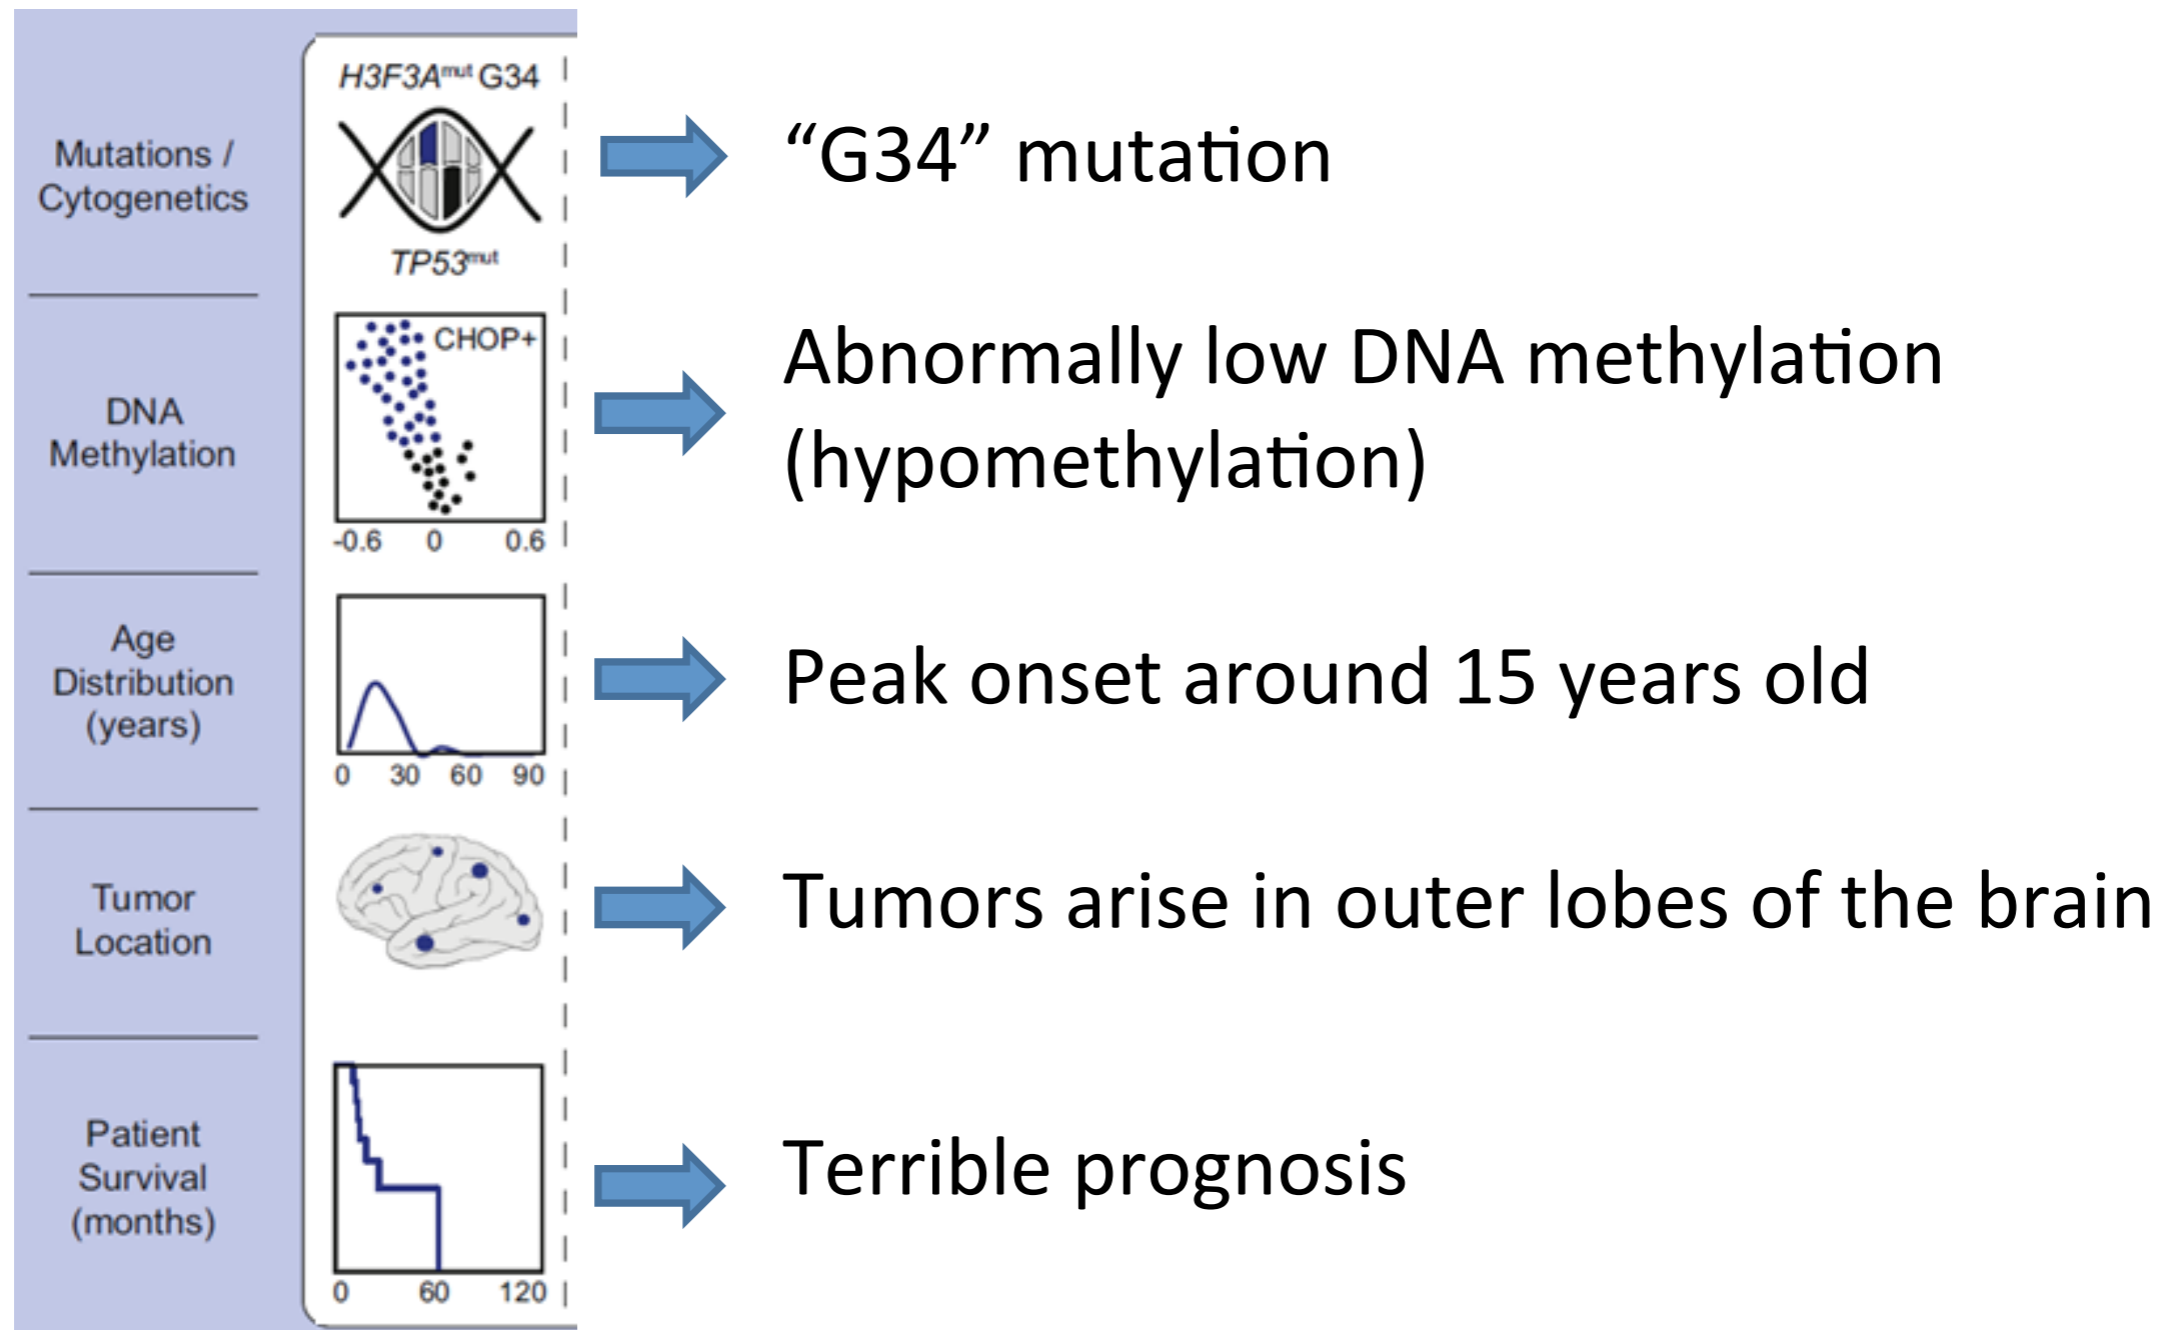 H3F3Amut G34
Mutations /
Cytogenetics
TP53mut
“G34” mutation
CHOP+
DNA
Methylation
-0.6 0 0.6
Abnormally low DNA methylation
(hypomethylation)
Age
Distribution
(years)
0 30 60 90
Peak onset around 15 years old
Tumor
Location
Tumors arise in outer lobes of the brain
Patient
Survival
(months)
0 60 120
Terrible prognosis